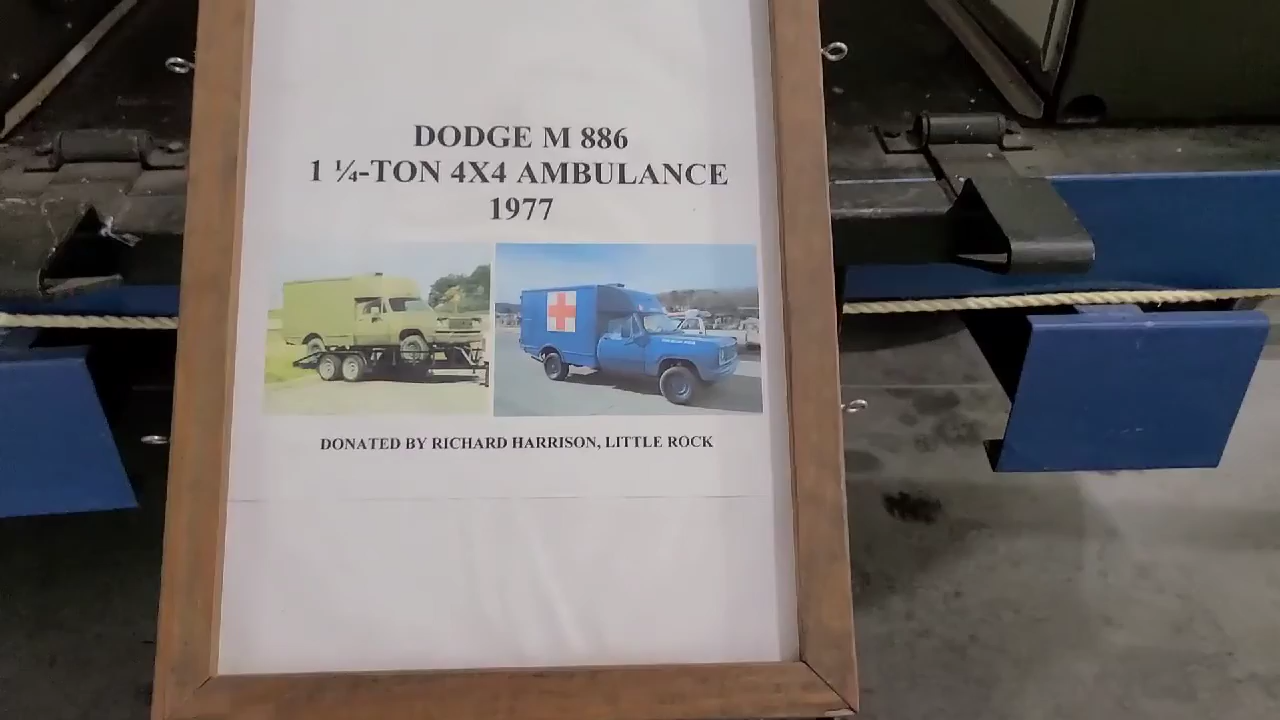 DODGE M 886
1 ¼-TON 4X4 AMBULANCE
1977
DONATED BY RICHARD HARRISON, LITTLE ROCK